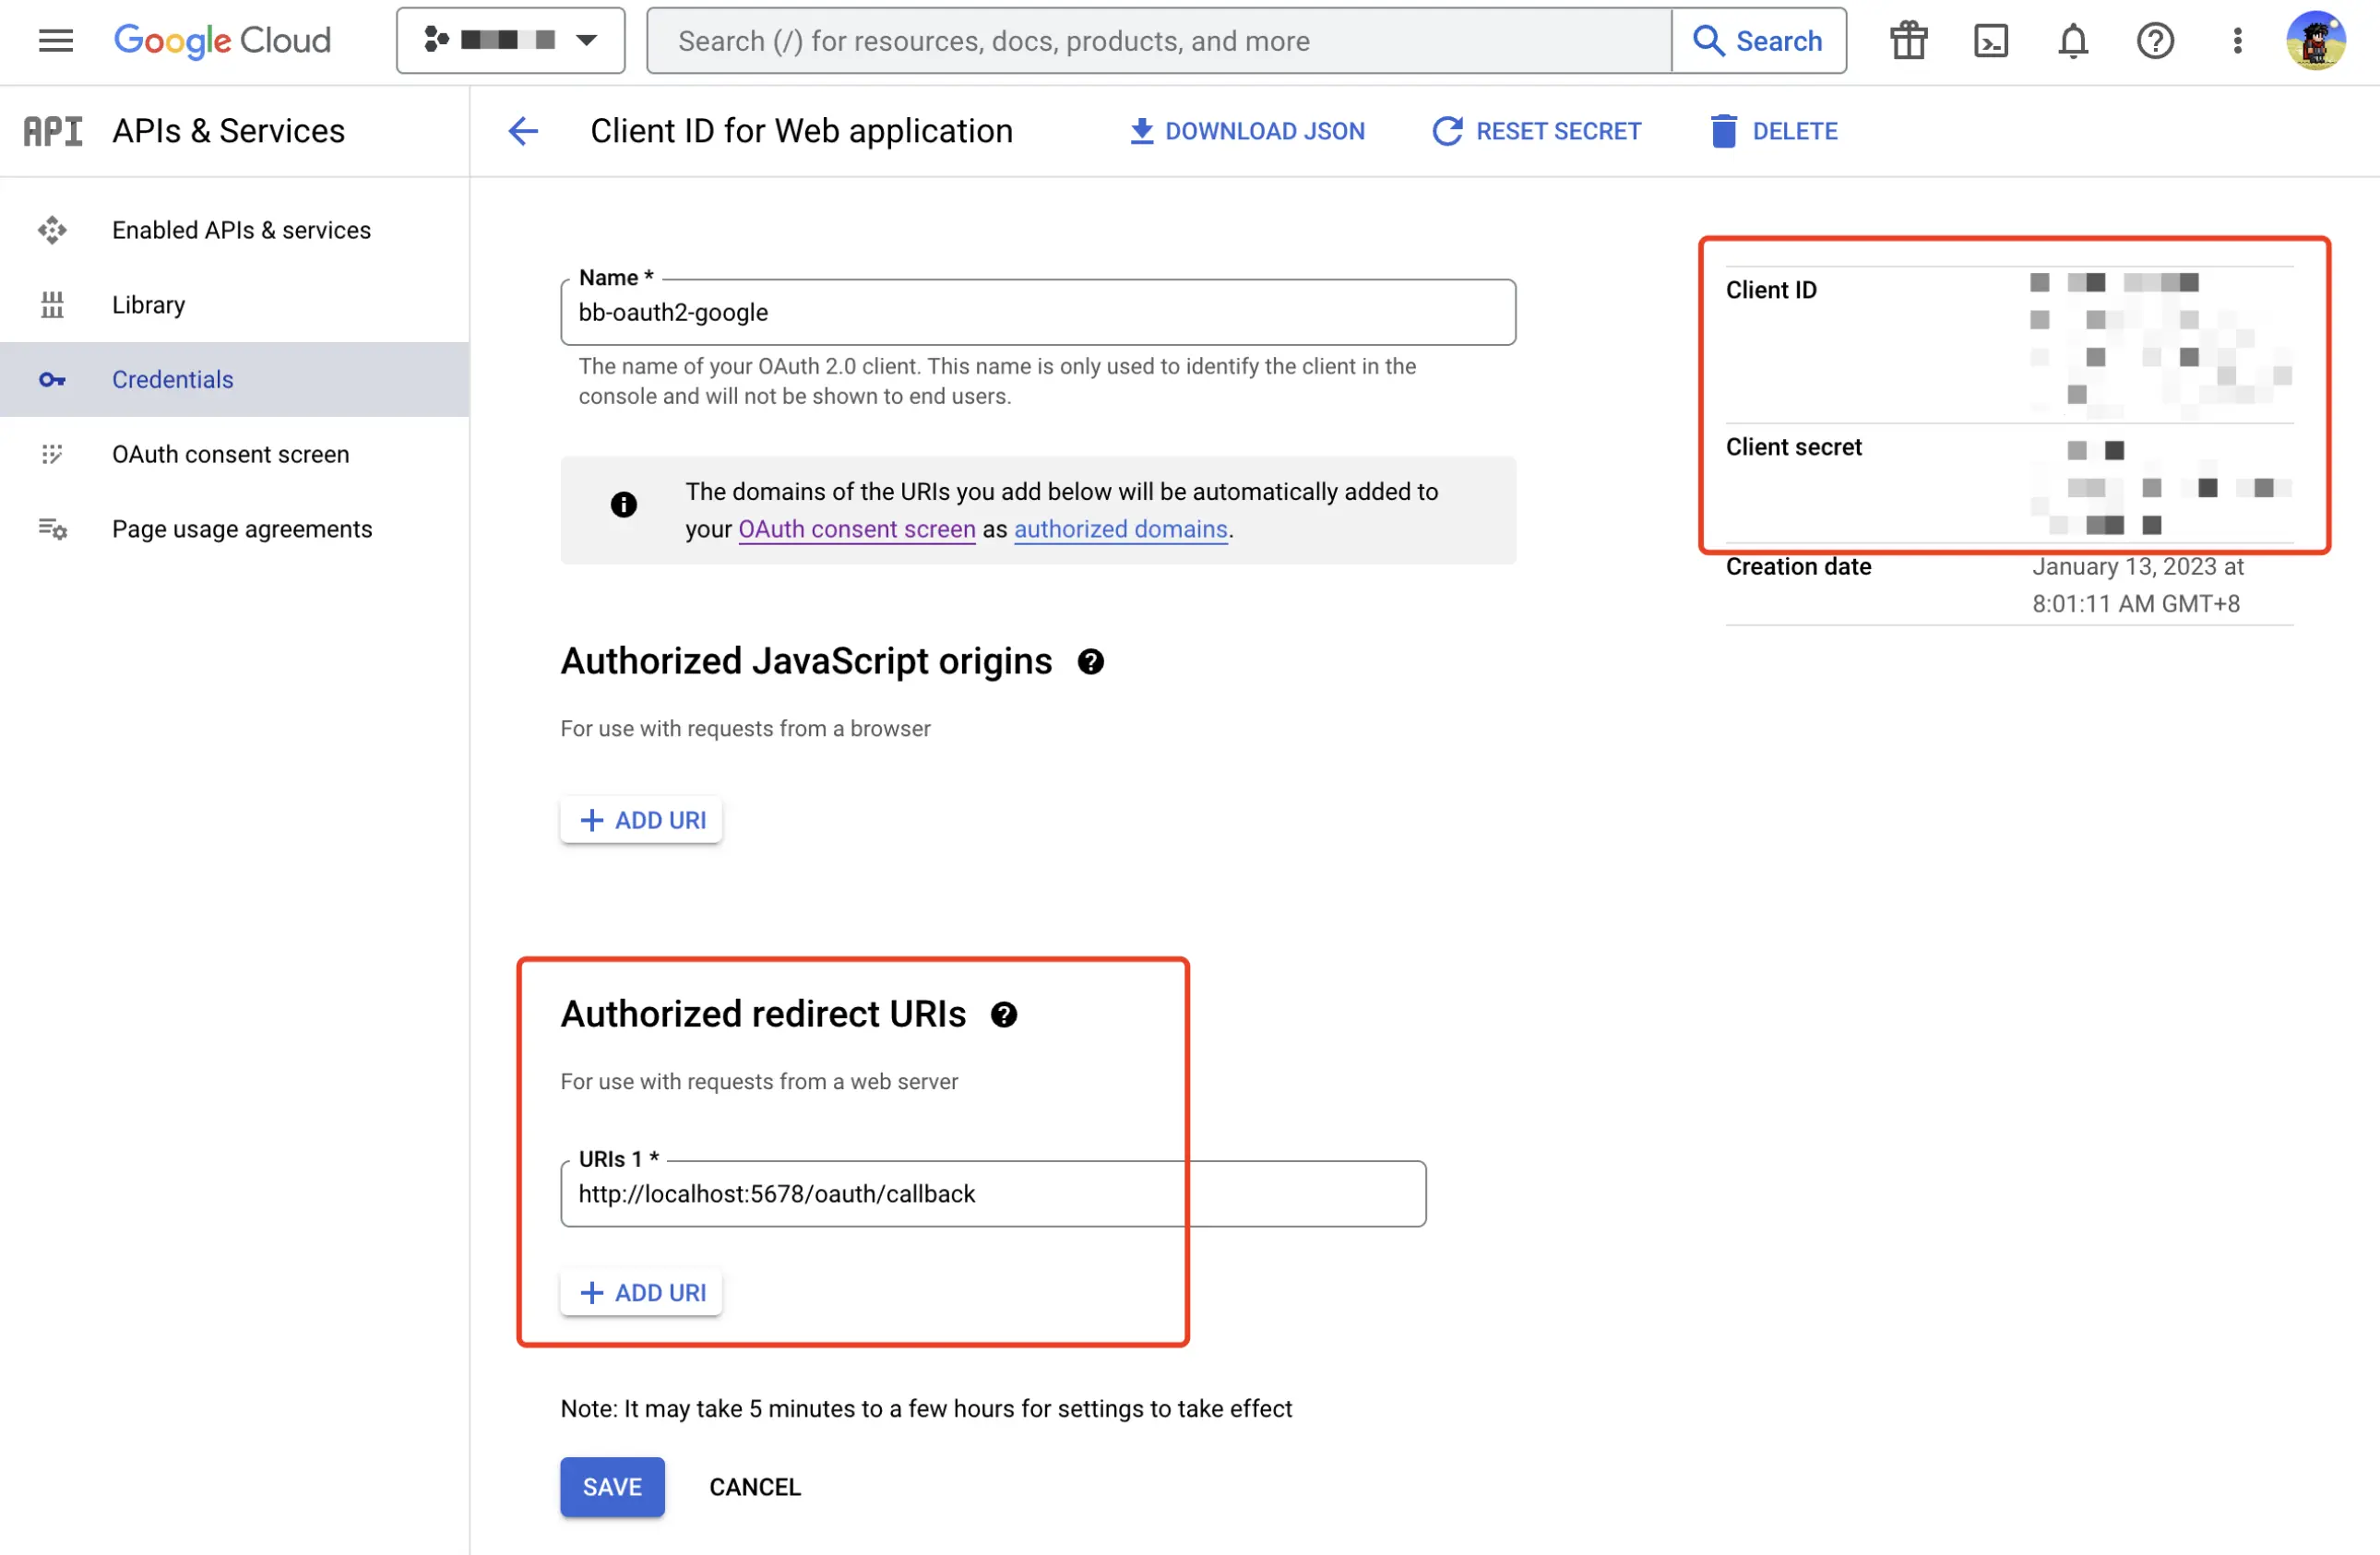 Google Cloud
Search (/) for resources, docs, products, and more
Search
API
APIs & Services
Client ID for Web application
DOWNLOAD JSON
RESET SECRET
DELETE
Enabled APIs & services
Library
Credentials
OAuth consent screen
Page usage agreements
Name *
bb-oauth2-google
The name of your OAuth 2.0 client. This name is only used to identify the client in the
console and will not be shown to end users.
The domains of the URIs you add below will be automatically added to
your OAuth consent screen as authorized domains.
Client ID
Client secret
Creation date
January 13, 2023 at
8:01:11 AM GMT+8
Authorized JavaScript origins
For use with requests from a browser
ADD URI
Authorized redirect URIs
For use with requests from a web server
URIs 1 *
http://localhost:5678/oauth/callback
ADD URI
Note: It may take 5 minutes to a few hours for settings to take effect
SAVE
CANCEL